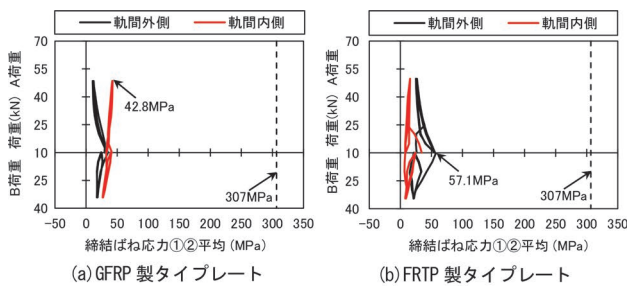 軌間外側 軌間内側
70
55
40
25
10
25
40
B荷重 荷重(kN) A荷重
42.8MPa
307MPa
-50 0 50 100 150 200 250 300 350
締結ばね応力①②平均(MPa)
(a)GFRP 製タイプレート
軌間外側 軌間内側
70
55
40
25
10
25
40
B荷重 荷重(kN) A荷重
57.1MPa
307MPa
-50 0 50 100 150 200 250 300 350
締結ばね応力①②平均(MPa)
(b)FRTP 製タイプレート